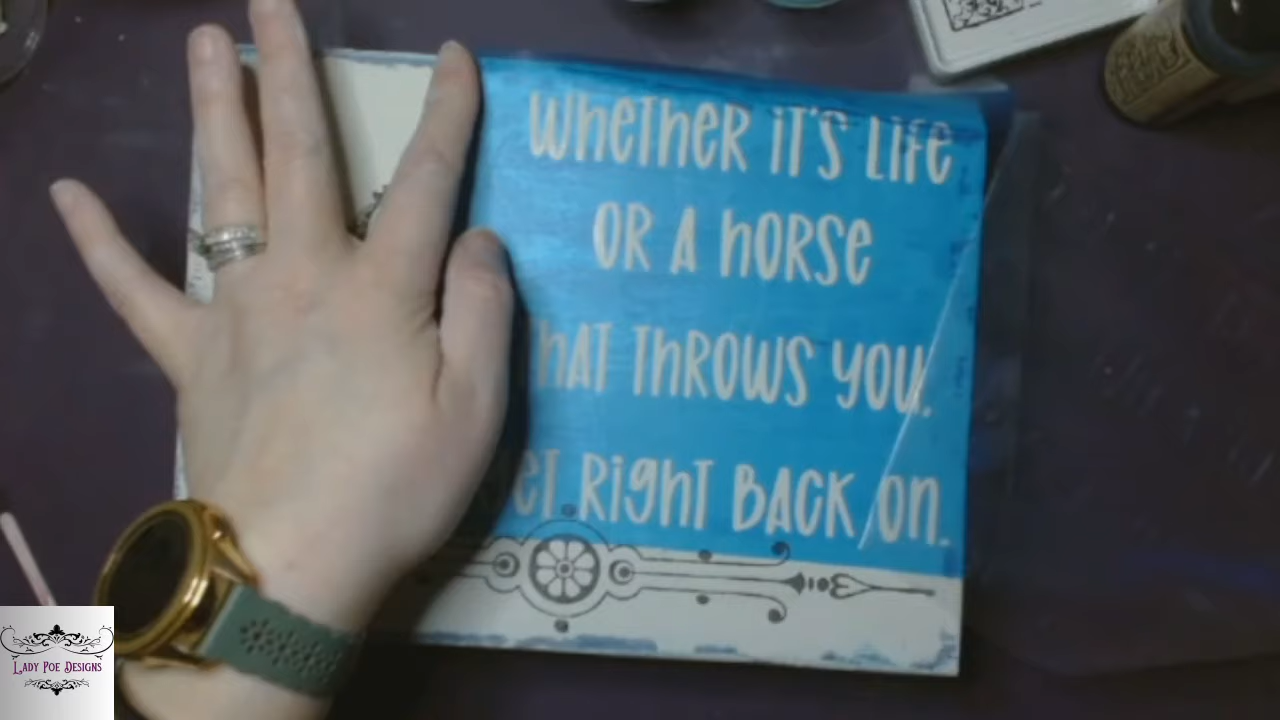 WhETHER iT'S LiFE
OR A hORSE
hAT ThROWS YOU.
ET RighT BACK On.
LADY POE DESIGNS